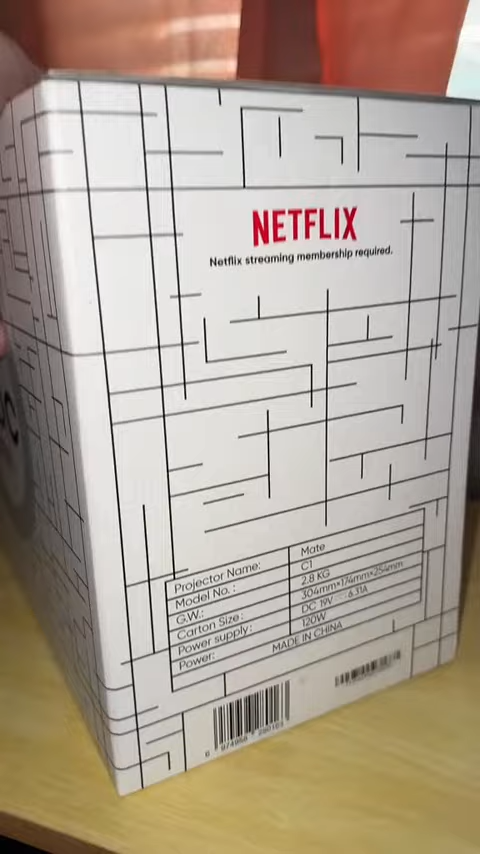 NETFLIX
Netflix streaming membership required.
Projector Name: Mate
Model No. : C1
G.W.: 2.8 KG
Carton Size: 304mm×174mm×254mm
Power supply: DC 19V 6.31A
Power: 120W
MADE IN CHINA